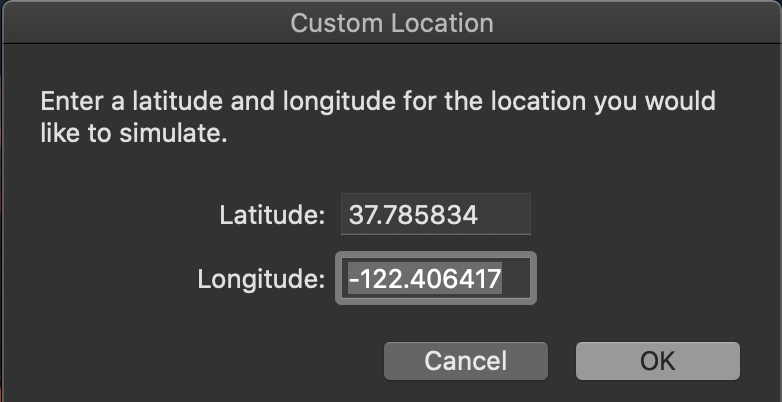 Custom Location
Enter a latitude and longitude for the location you would
like to simulate.
Latitude: 37.785834
Longitude: -122.406417
Cancel OK